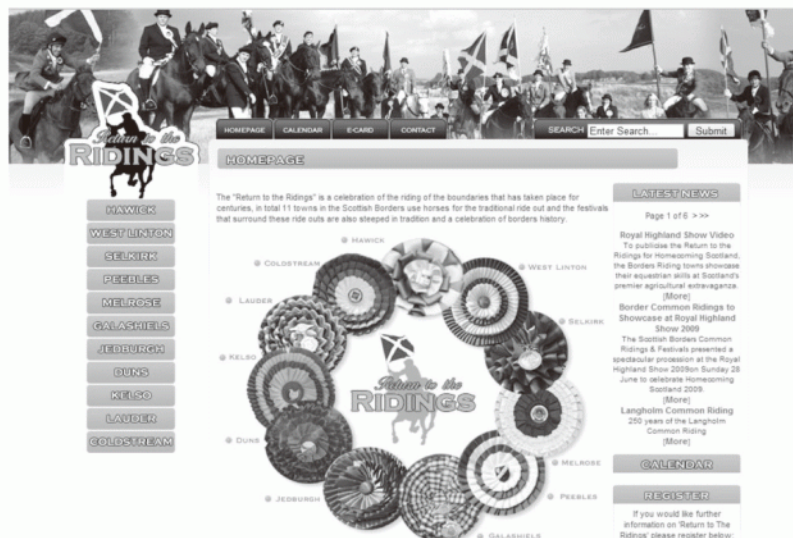 HOMEPAGE
CALENDAR
E-CARD
CONTACT
SEARCH
Enter Search...
Submit
Return to the
RIDINGS
HOMEPAGE
HAWICK
WEST LINTON
SELKIRK
PEEBLES
MELROSE
GALASHIELS
JEDBURGH
DUNS
KELSO
LAUDER
COLDSTREAM
The "Return to the Ridings" is a celebration of the riding of the boundaries that has taken place for
centuries, in total 11 towns in the Scottish Borders use horses for the traditional ride out and the festivals
that surround these ride outs are also steeped in tradition and a celebration of borders history.
HAWICK
COLDSTREAM
WEST LINTON
LAUDER
SELKIRK
KELSO
Return to the
RIDINGS
DUNS
MELROSE
JEDBURGH
PEEBLES
GALASHIELS
LATEST NEWS
Page 1 of 6 > >>
Royal Highland Show Video
To publicise the Return to the
Ridings for Homecoming Scotland,
the Borders Riding towns showcase
their equestrian skills at Scotland's
premier agricultural extravaganza.
[More]
Border Common Ridings to
Showcase at Royal Highland
Show 2009
The Scottish Borders Common
Ridings & Festivals presented a
spectacular procession at the Royal
Highland Show 2009on Sunday 28
June to celebrate Homecoming
Scotland 2009.
[More]
Langholm Common Riding
250 years of the Langholm
Common Riding
[More]
CALENDAR
REGISTER
If you would like further
information on 'Return to The
Ridings' please register below: